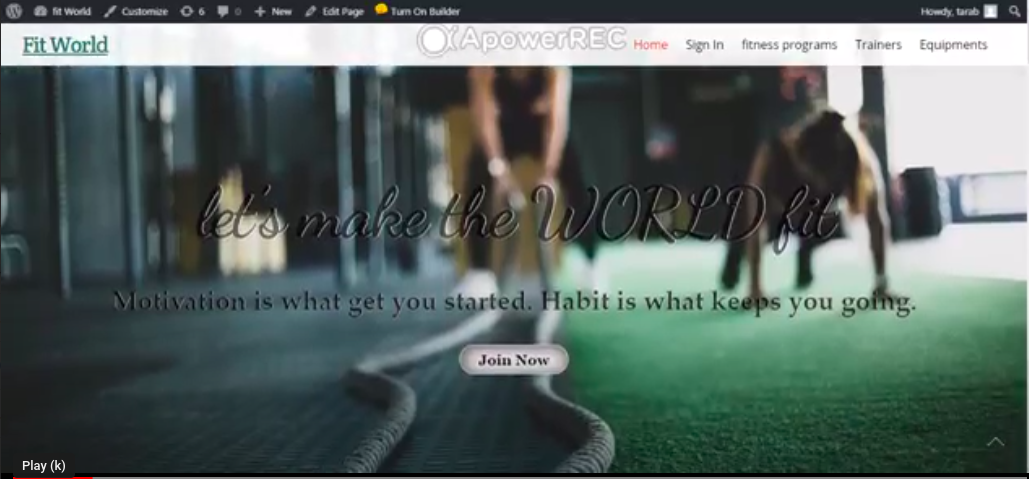 fit World Customize 6 0 New Edit Page Turn On Builder Howdy, tarab
Fit World ApowerREC Home Sign In fitness programs Trainers Equipments
let's make the WORLD fit
Motivation is what get you started. Habit is what keeps you going.
Join Now
Play (k)